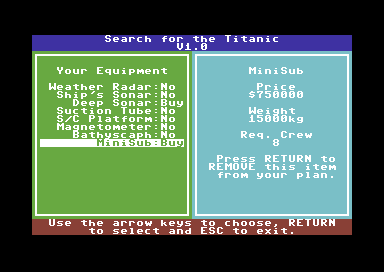 Search for the Titanic
V1.0
Your Equipment
Weather Radar:No
Ship's Sonar:No
Deep Sonar:Buy
Suction Tube:No
S/C Platform:No
Magnetometer:No
Bathyscaph:No
MiniSub:Buy
MiniSub
Price
$750000
Weight
15000kg
Req. Crew
8
Press RETURN to
REMOVE this item
from your plan.
Use the arrow keys to choose, RETURN
to select and ESC to exit.